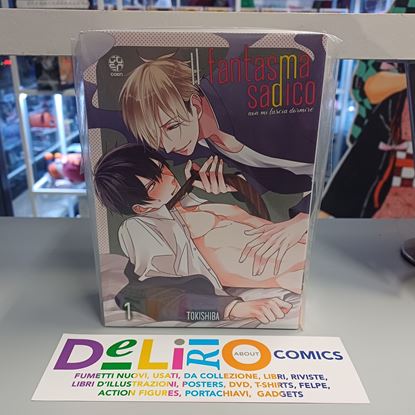 GOEN
Il fantasma
sadico
non mi lascia dormire
1
TOKISHIBA
DeLiRiO ABOUT COMICS
FUMETTI NUOVI, USATI, DA COLLEZIONE, LIBRI, RIVISTE,
LIBRI D'ILLUSTRAZIONI, POSTERS, DVD, T-SHIRTS, FELPE,
ACTION FIGURES, PORTACHIAVI, GADGETS